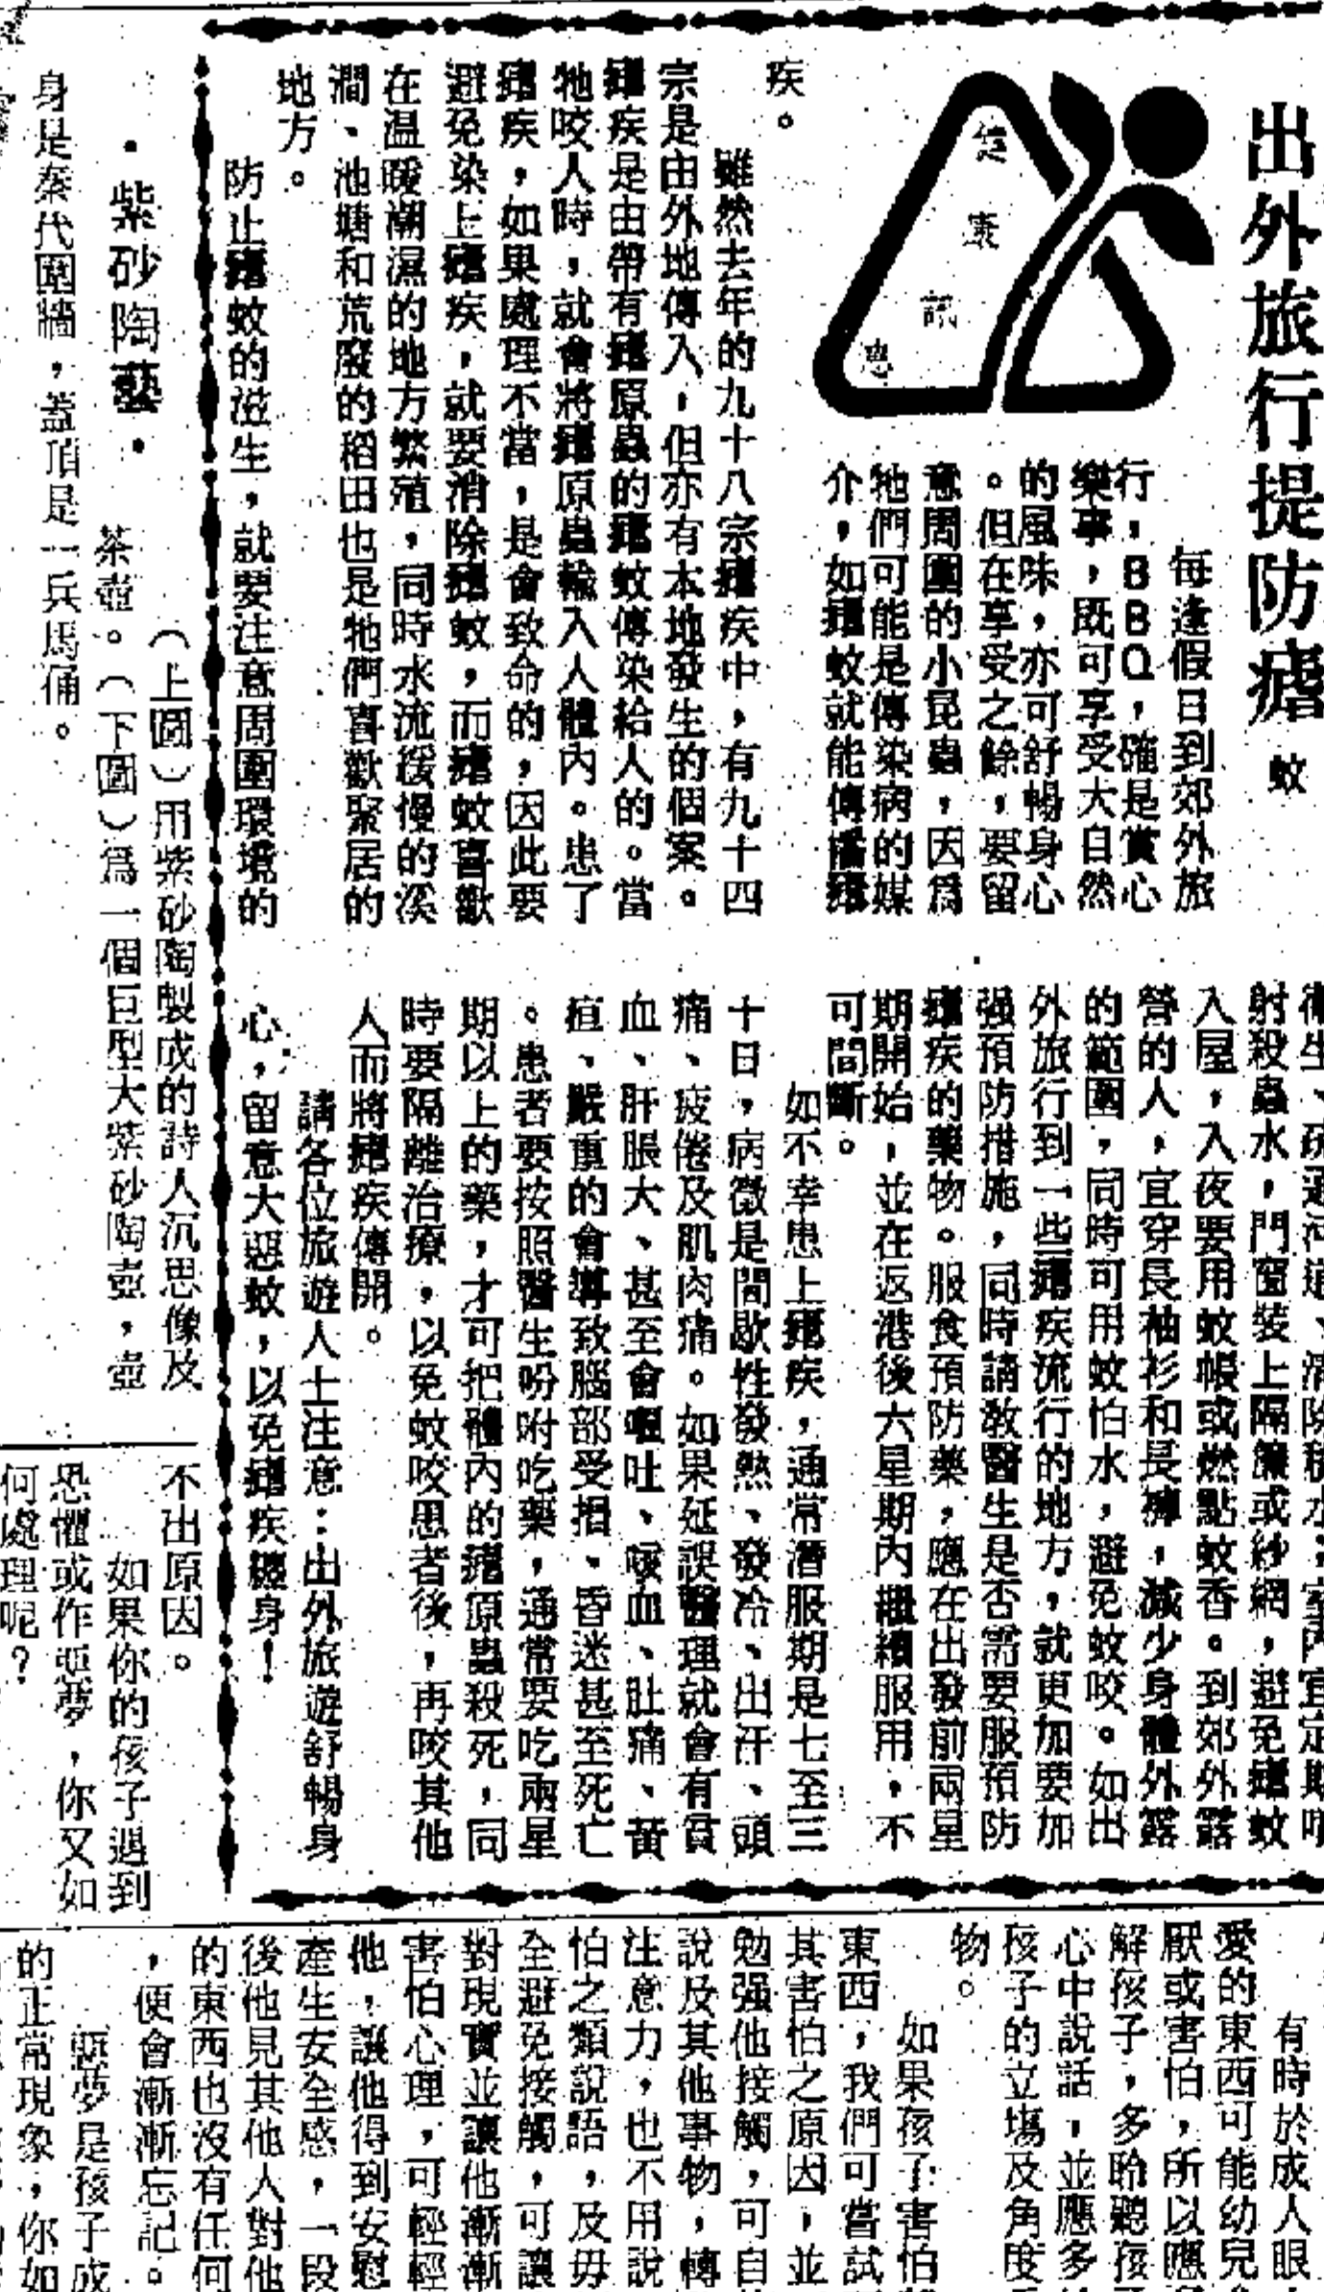 出外旅行提防瘧蚊
健康訊息
每逢假日到郊外旅
行，BBQ，確是賞心
樂事，既可享受大自然
的風味，亦可舒暢身心
。但在享受之餘，要留
意周圍的小昆蟲，因爲
牠們可能是傳染病的媒
介，如瘧蚊就能傳播瘧
疾。
雖然去年的九十八宗瘧疾中，有九十四
宗是由外地傳入，但亦有本地發生的個案。
瘧疾是由帶有瘧原蟲的瘧蚊傳染給人的。當
牠咬人時，就會將瘧原蟲輸入人體內。患了
瘧疾，如果處理不當，是會致命的，因此要
避免染上瘧疾，就要消除瘧蚊，而瘧蚊喜歡
在溫暖潮濕的地方繁殖，同時水流緩慢的溪
澗、池塘和荒廢的稻田也是牠們喜歡聚居的
地方。
防止瘧蚊的滋生，就要注意周圍環境的
衞生、疏通河道、清除積水；室內宜定期噴
射殺蟲水，門窗裝上隔簾或紗網，避免瘧蚊
入屋，入夜要用蚊帳或燃點蚊香。到郊外露
營的人，宜穿長袖衫和長褲，減少身體外露
的範圍，同時可用蚊怕水，避免蚊咬。如出
外旅行到一些瘧疾流行的地方，就更加要加
强預防措施，同時請教醫生是否需要服預防
瘧疾的藥物。服食預防藥，應在出發前兩星
期開始，並在返港後六星期內繼續服用，不
可間斷。
如不幸患上瘧疾，通常潛服期是七至三
十日，病徵是間歇性發熱、發冷、出汗、頭
痛、疲倦及肌肉痛。如果延誤醫理就會有貧
血、肝脹大、甚至會嘔吐、咳血、肚痛、黃
疸、嚴重的會導致腦部受損、昏迷甚至死亡
。患者要按照醫生吩咐吃藥，通常要吃兩星
期以上的藥，才可把體內的瘧原蟲殺死，同
時要隔離治療，以免蚊咬思者後，再咬其他
人而將瘧疾傳開。
請各位旅遊人士注意：出外旅遊舒暢身
心，留意大惡蚊，以免瘧疾纏身！
·紫砂陶藝·
（上圖）用紫砂陶製成的詩人沉思像及
茶壺。（下圖）爲一個巨型大紫砂陶壺，壺
身是秦代圍牆，蓋頂是一兵馬俑。
不出原因。
如果你的孩子遇到
恐懼或作惡夢，你又如
何處理呢？
有時於成人眼
愛的東西可能幼兒
厭或害怕，所以應
解孩子，多聆聽孩
心中說話，並應多
孩子的立場及角度
物。
如果孩子害怕
東西，我們可嘗試
其害怕之原因，並
勉强他接觸，可自
說及其他事物，轉
注意力，也不用說
怕之類說語，及毋
全避免接觸，可讓
對現實並讓他漸漸
害怕心理，可輕輕
他，讓他得到安慰
產生安全感，一段
後他見其他人對他
的東西也沒有任何
，便會漸漸忘記。
惡夢是孩子成
的正常現象，你如